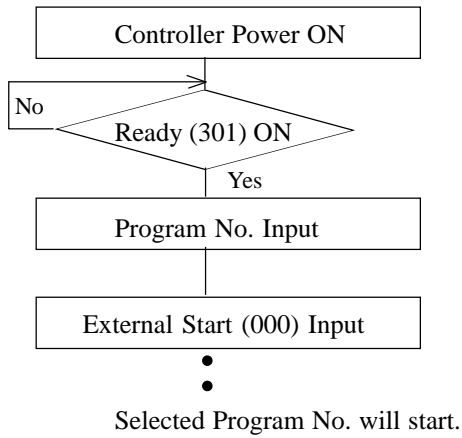 Controller Power ON
No
Ready (301) ON
Yes
Program No. Input
External Start (000) Input
Selected Program No. will start.